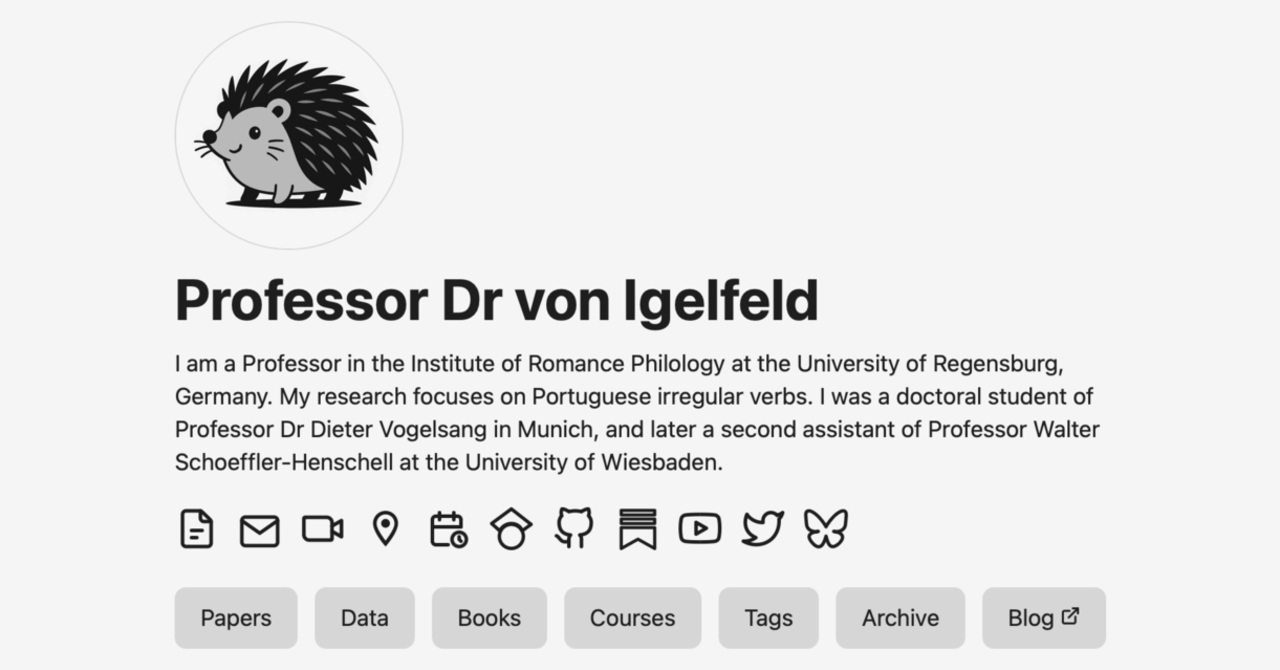 Professor Dr von Igelfeld
I am a Professor in the Institute of Romance Philology at the University of Regensburg,
Germany. My research focuses on Portuguese irregular verbs. I was a doctoral student of
Professor Dr Dieter Vogelsang in Munich, and later a second assistant of Professor Walter
Schoeffler-Henschell at the University of Wiesbaden.
Papers Data Books Courses Tags Archive Blog